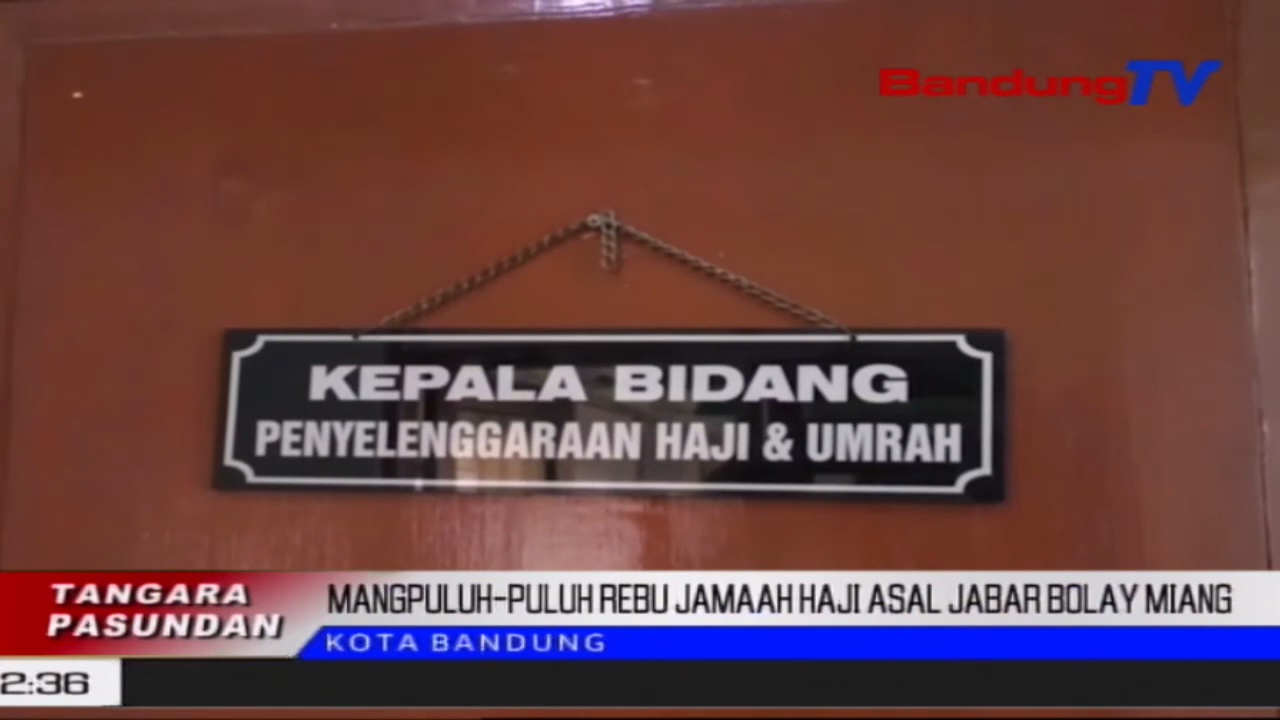 BandungTV
KEPALA BIDANG
PENYELENGGARAAN HAJI & UMRAH
TANGARA
PASUNDAN
MANGPULUH-PULUH REBU JAMAAH HAJI ASAL JABAR BOLAY MIANG
KOTA BANDUNG
2:36